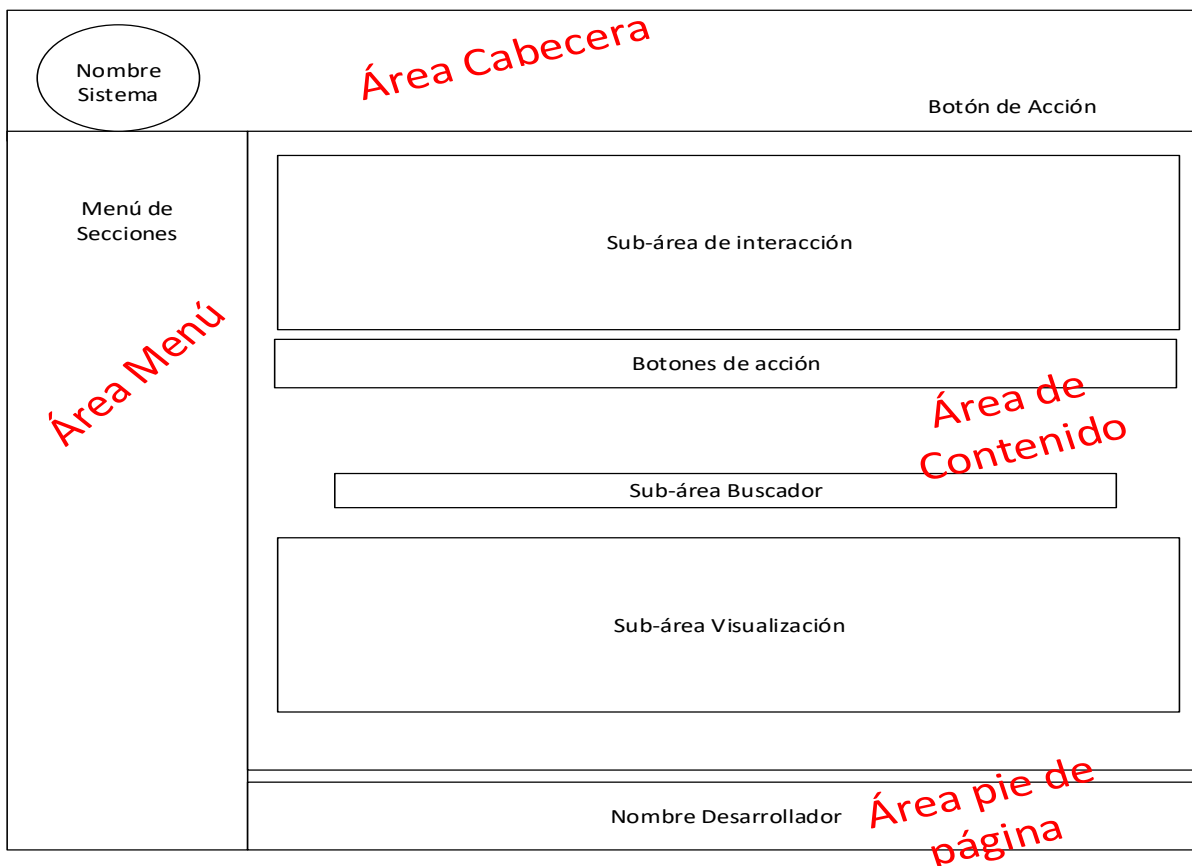 Nombre
Sistema
Área Cabecera
Botón de Acción
Menú de
Secciones
Área Menú
Sub-área de interacción
Botones de acción
Área de
Contenido
Sub-área Buscador
Sub-área Visualización
Nombre Desarrollador
Área pie de
página